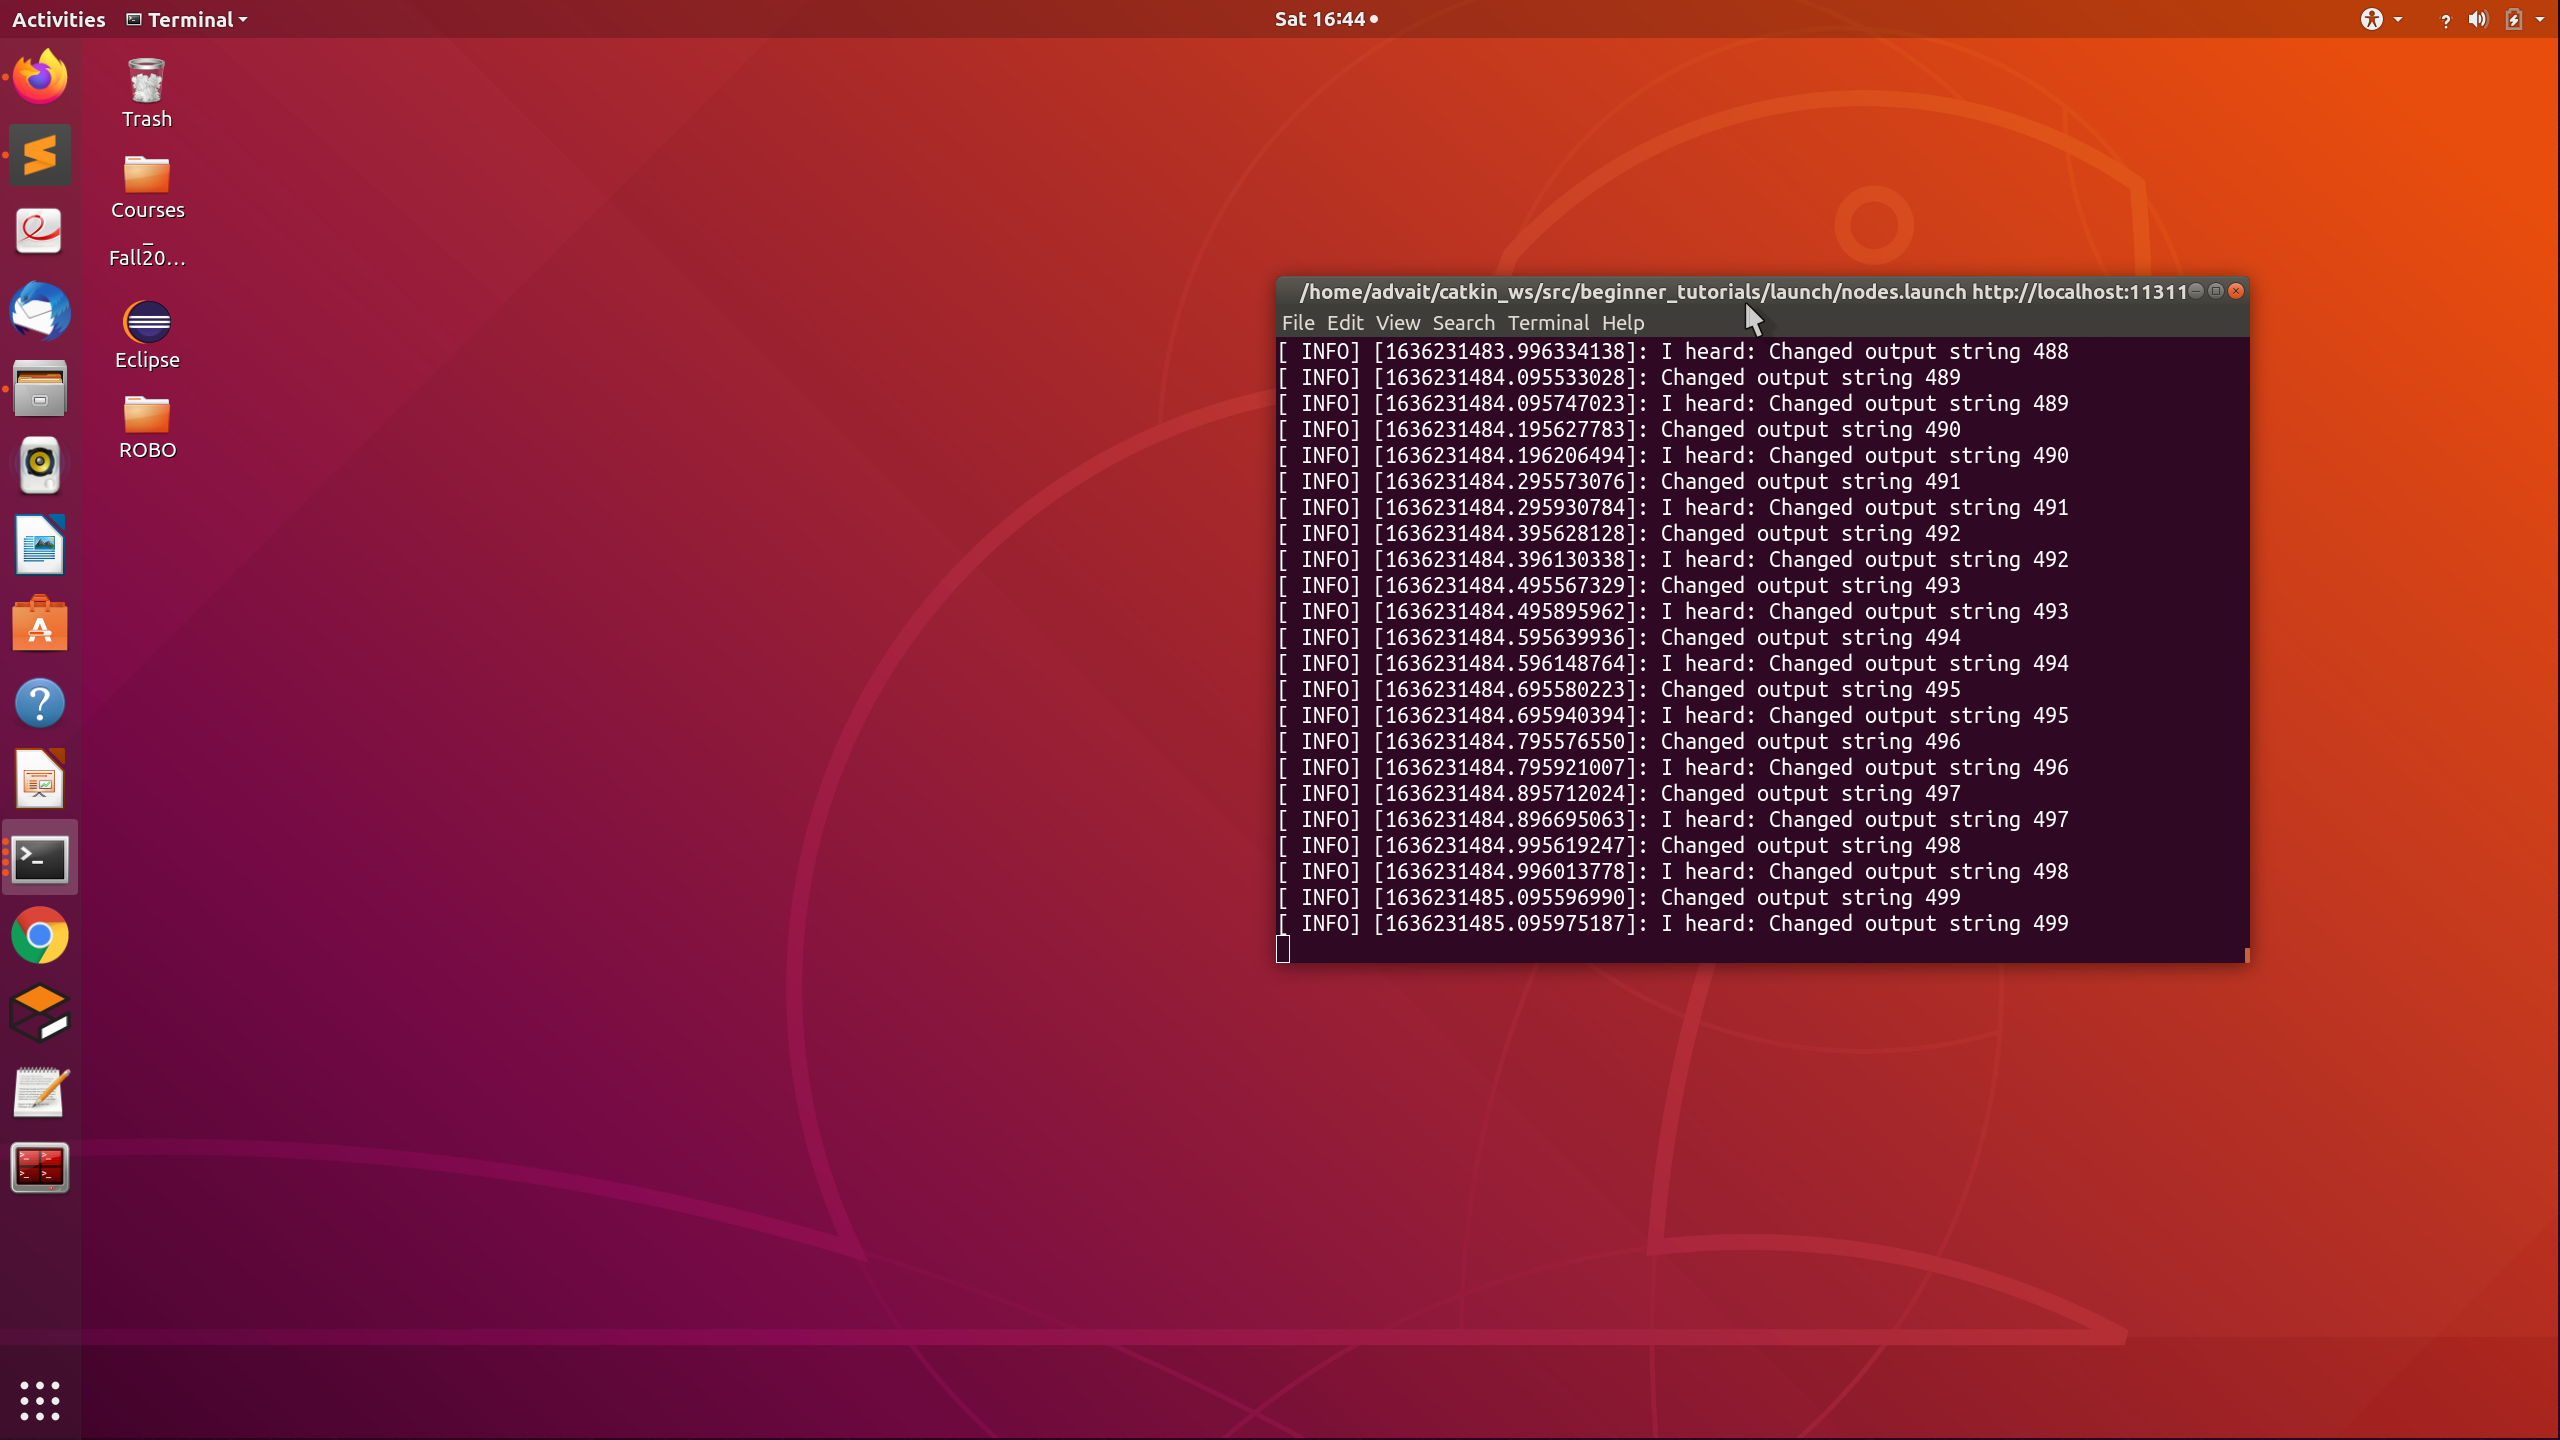 Activities Terminal Sat 16:44
Trash
Courses
_
Fall20…
Eclipse
ROBO
/home/advait/catkin_ws/src/beginner_tutorials/launch/nodes.launch http://localhost:11311
File Edit View Search Terminal Help
[ INFO] [1636231483.996334138]: I heard: Changed output string 488
[ INFO] [1636231484.095533028]: Changed output string 489
[ INFO] [1636231484.095747023]: I heard: Changed output string 489
[ INFO] [1636231484.195627783]: Changed output string 490
[ INFO] [1636231484.196206494]: I heard: Changed output string 490
[ INFO] [1636231484.295573076]: Changed output string 491
[ INFO] [1636231484.295930784]: I heard: Changed output string 491
[ INFO] [1636231484.395628128]: Changed output string 492
[ INFO] [1636231484.396130338]: I heard: Changed output string 492
[ INFO] [1636231484.495567329]: Changed output string 493
[ INFO] [1636231484.495895962]: I heard: Changed output string 493
[ INFO] [1636231484.595639936]: Changed output string 494
[ INFO] [1636231484.596148764]: I heard: Changed output string 494
[ INFO] [1636231484.695580223]: Changed output string 495
[ INFO] [1636231484.695940394]: I heard: Changed output string 495
[ INFO] [1636231484.795576550]: Changed output string 496
[ INFO] [1636231484.795921007]: I heard: Changed output string 496
[ INFO] [1636231484.895712024]: Changed output string 497
[ INFO] [1636231484.896695063]: I heard: Changed output string 497
[ INFO] [1636231484.995619247]: Changed output string 498
[ INFO] [1636231484.996013778]: I heard: Changed output string 498
[ INFO] [1636231485.095596990]: Changed output string 499
[ INFO] [1636231485.095975187]: I heard: Changed output string 499